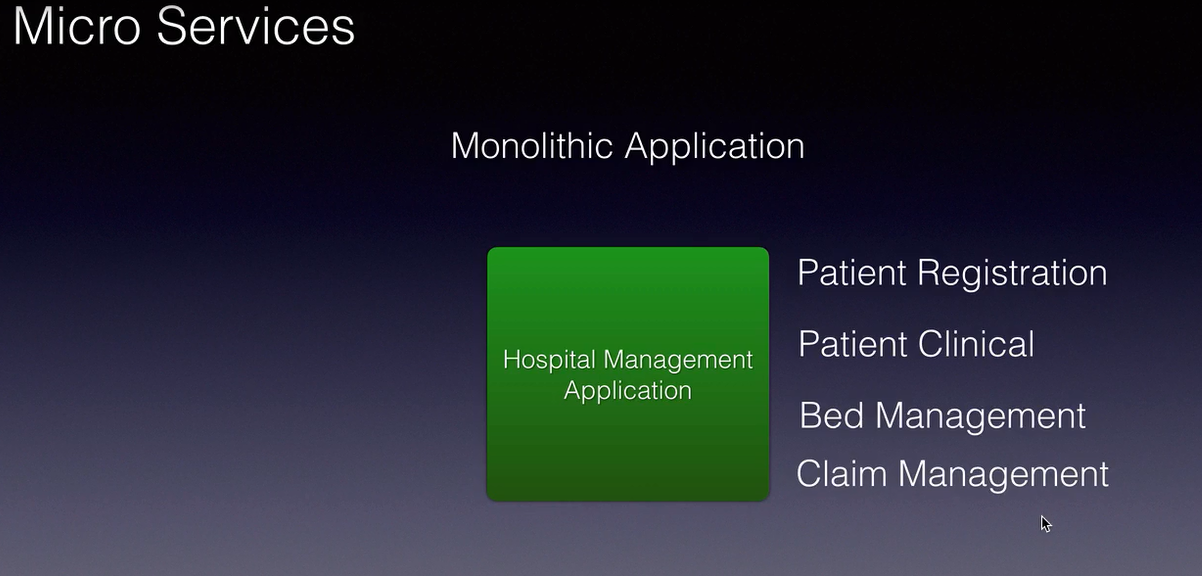 Micro Services
Monolithic Application
Hospital Management
Application
Patient Registration
Patient Clinical
Bed Management
Claim Management